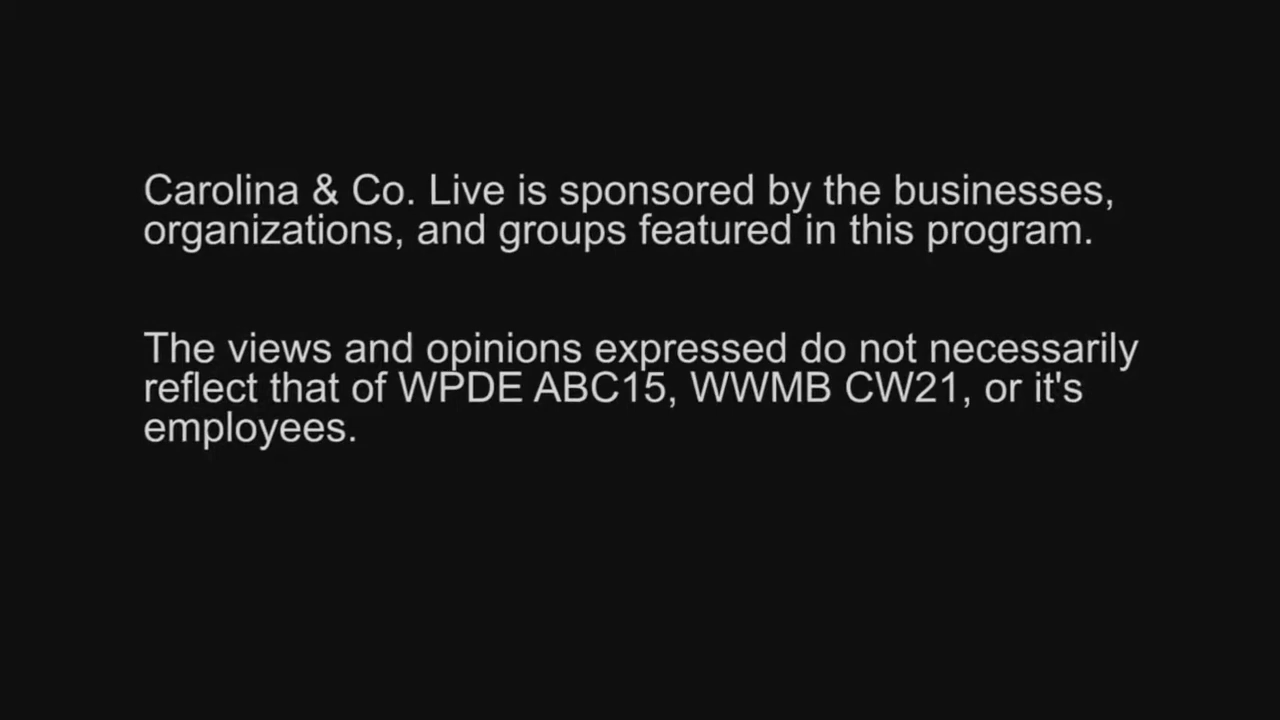 Carolina & Co. Live is sponsored by the businesses,
organizations, and groups featured in this program.
The views and opinions expressed do not necessarily
reflect that of WPDE ABC15, WWMB CW21, or it's
employees.